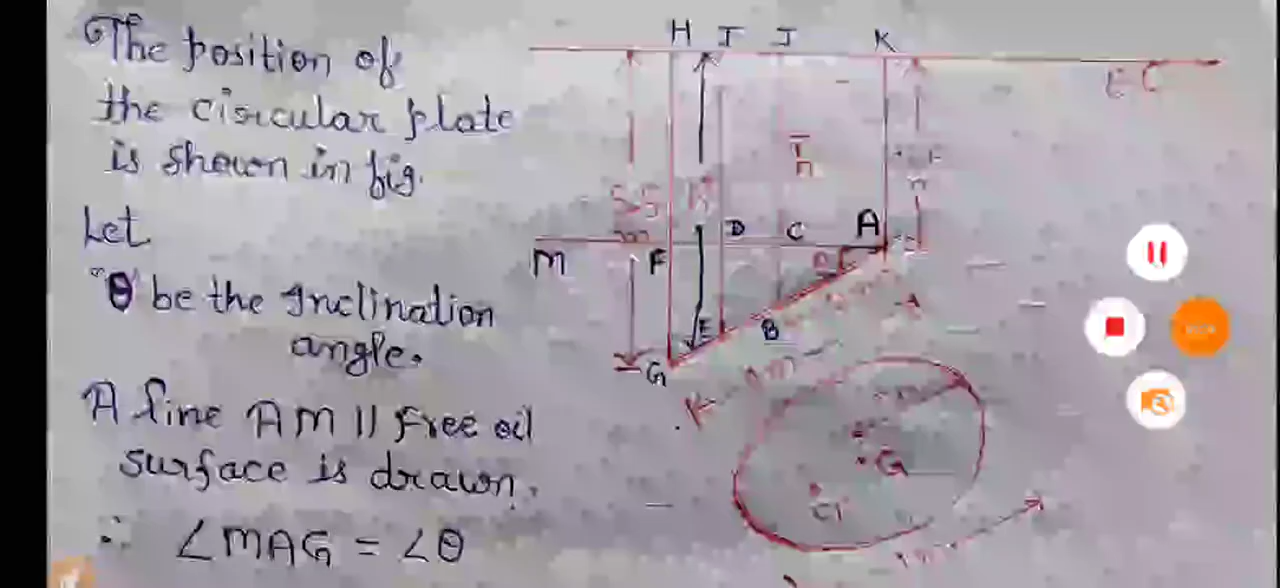 The position of
the circular plate
is shown in fig.
Let
"θ" be the Inclination
angle.
A line AM || Free oil
surface is drawn.
∴ ∠MAG = ∠θ
H I J K
h̄
D C A
M F
E B
G
G